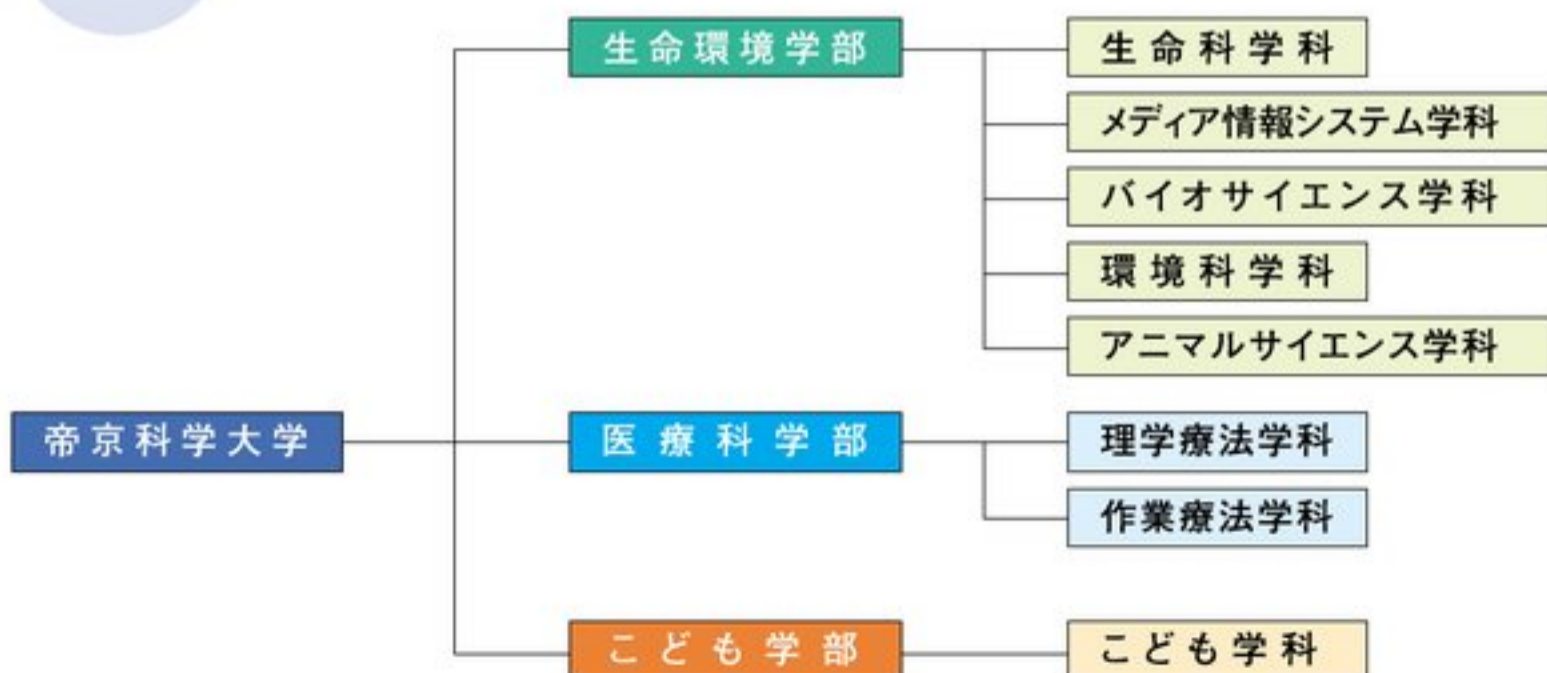 生命環境学部
生命科学科
メディア情報システム学科
バイオサイエンス学科
環境科学科
アニマルサイエンス学科
帝京科学大学
医療科学部
理学療法学科
作業療法学科
こども学部
こども学科